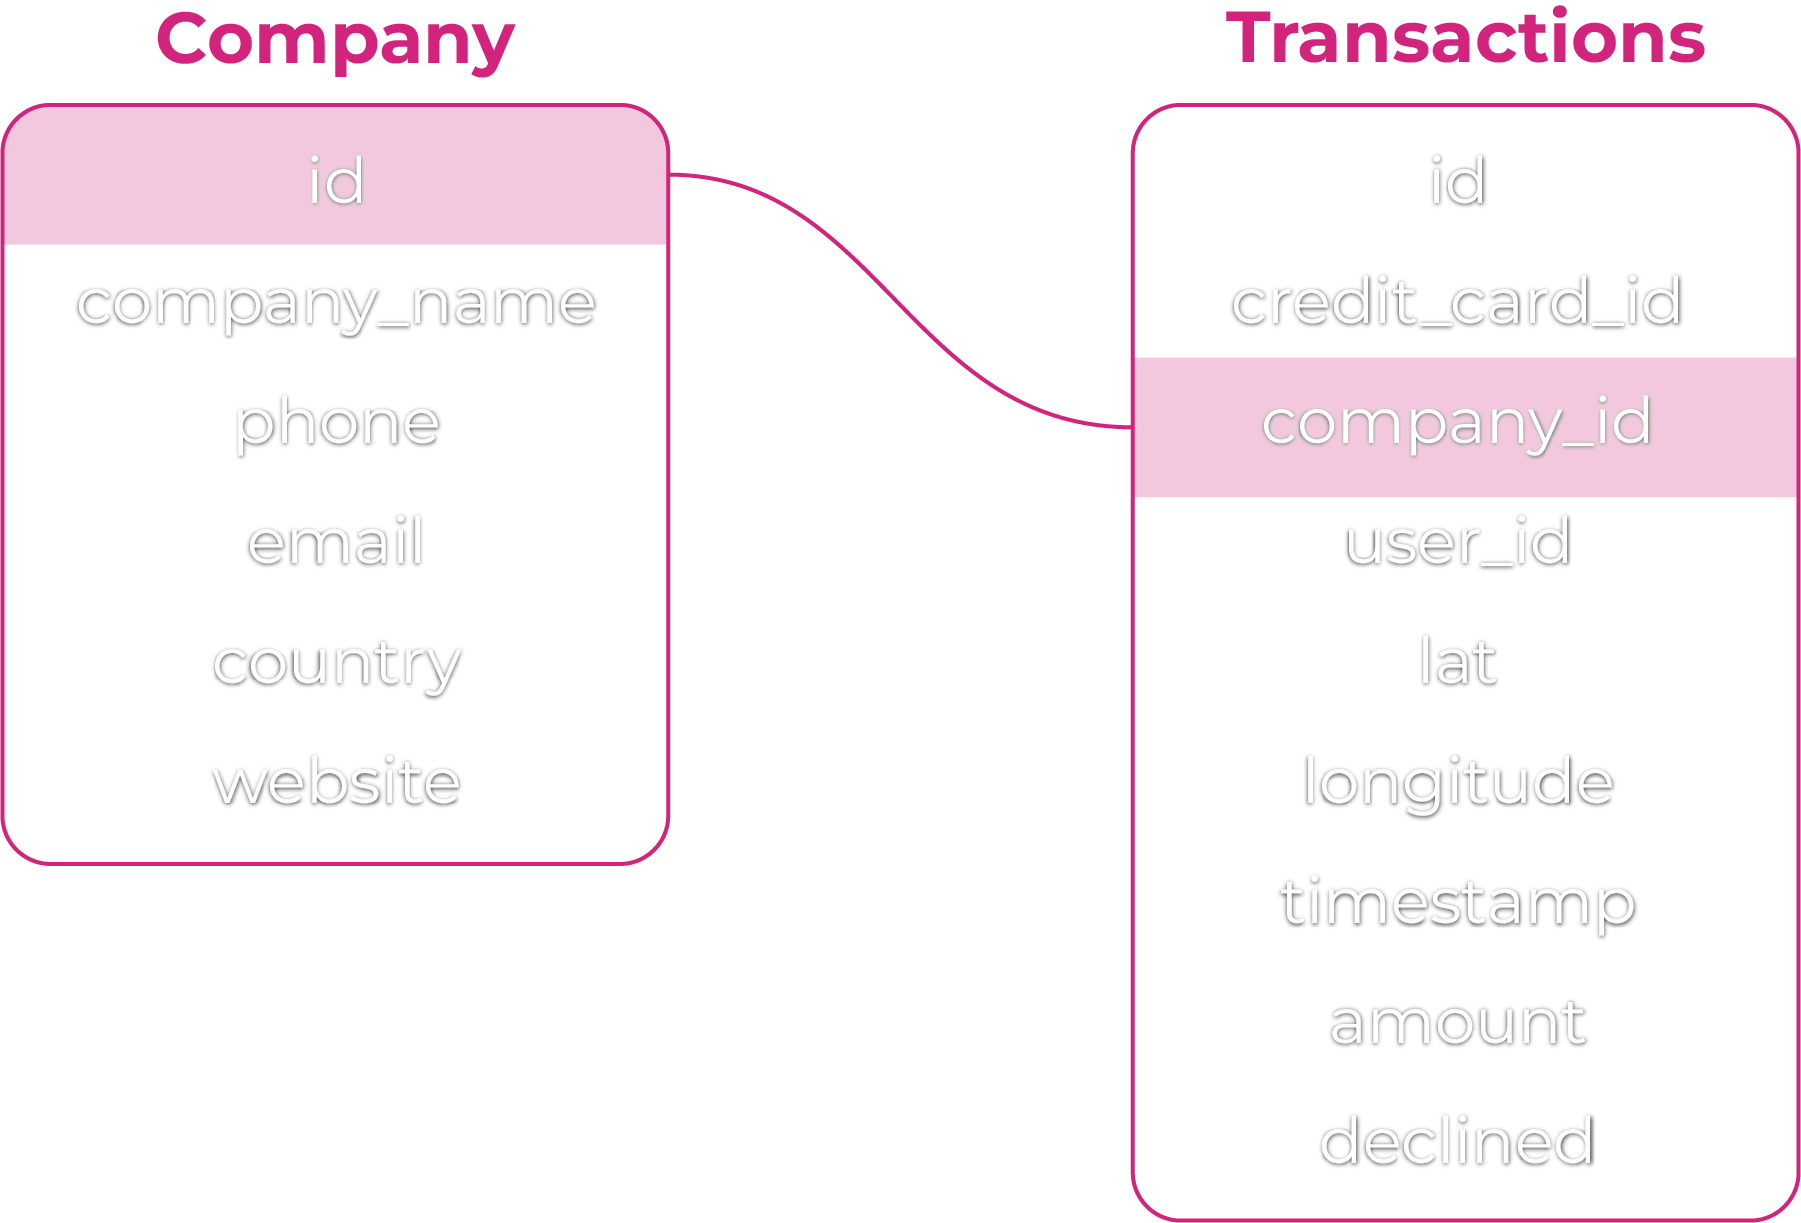 Company
id
company_name
phone
email
country
website
Transactions
id
credit_card_id
company_id
user_id
lat
longitude
timestamp
amount
declined